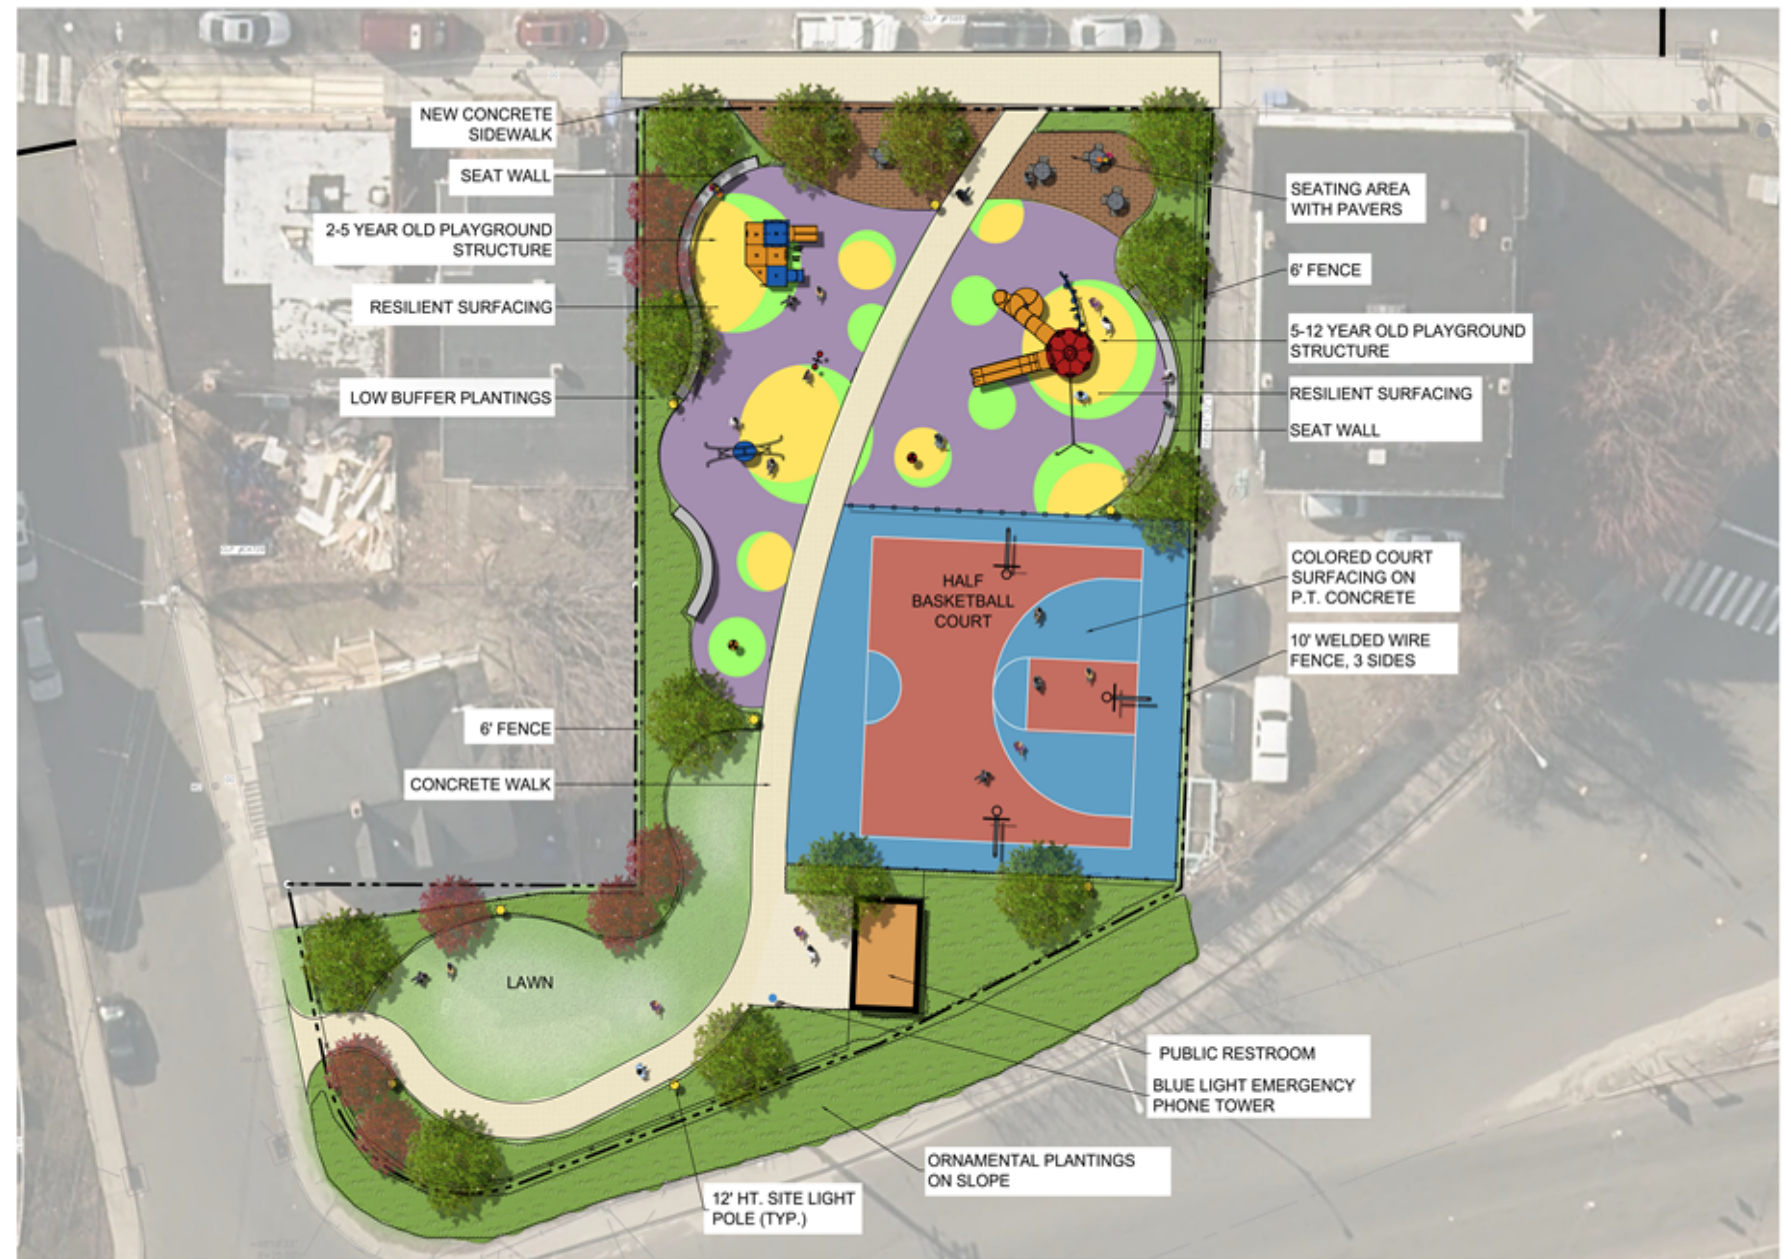 NEW CONCRETE
SIDEWALK
SEAT WALL
2-5 YEAR OLD PLAYGROUND
STRUCTURE
RESILIENT SURFACING
LOW BUFFER PLANTINGS
6' FENCE
CONCRETE WALK
LAWN
HALF
BASKETBALL
COURT
SEATING AREA
WITH PAVERS
6' FENCE
5-12 YEAR OLD PLAYGROUND
STRUCTURE
RESILIENT SURFACING
SEAT WALL
COLORED COURT
SURFACING ON
P.T. CONCRETE
10' WELDED WIRE
FENCE, 3 SIDES
PUBLIC RESTROOM
BLUE LIGHT EMERGENCY
PHONE TOWER
ORNAMENTAL PLANTINGS
ON SLOPE
12' HT. SITE LIGHT
POLE (TYP.)